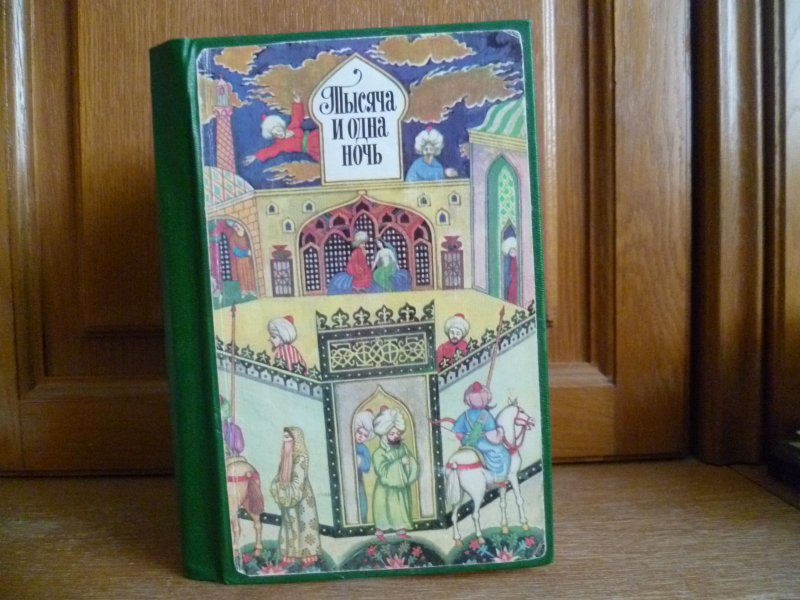 Тысяча
и одна
ночь